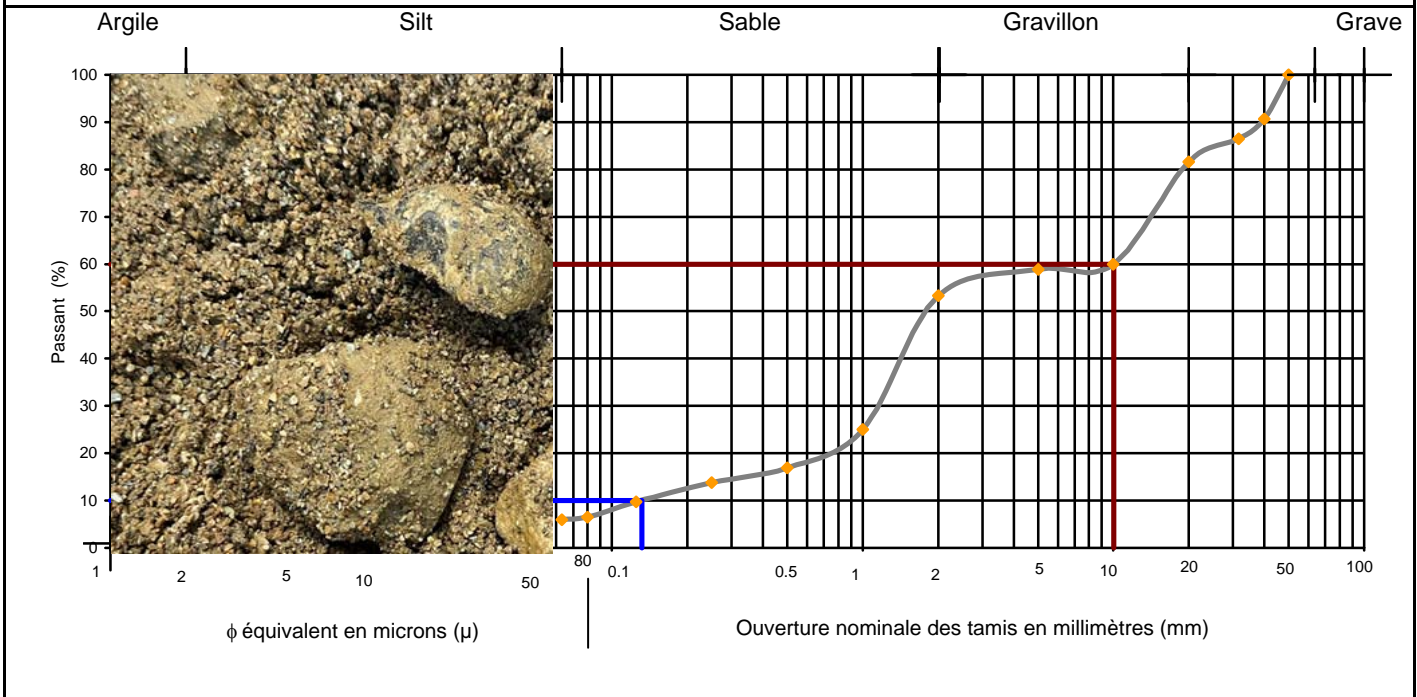 Argile Silt Sable Gravillon Grave
100
90
80
70
60
50
40
30
20
10
0
Passant (%)
1 2 5 10 50 80 0.1 0.5 1 2 5 10 20 50 100
ϕ équivalent en microns (µ) Ouverture nominale des tamis en millimètres (mm)